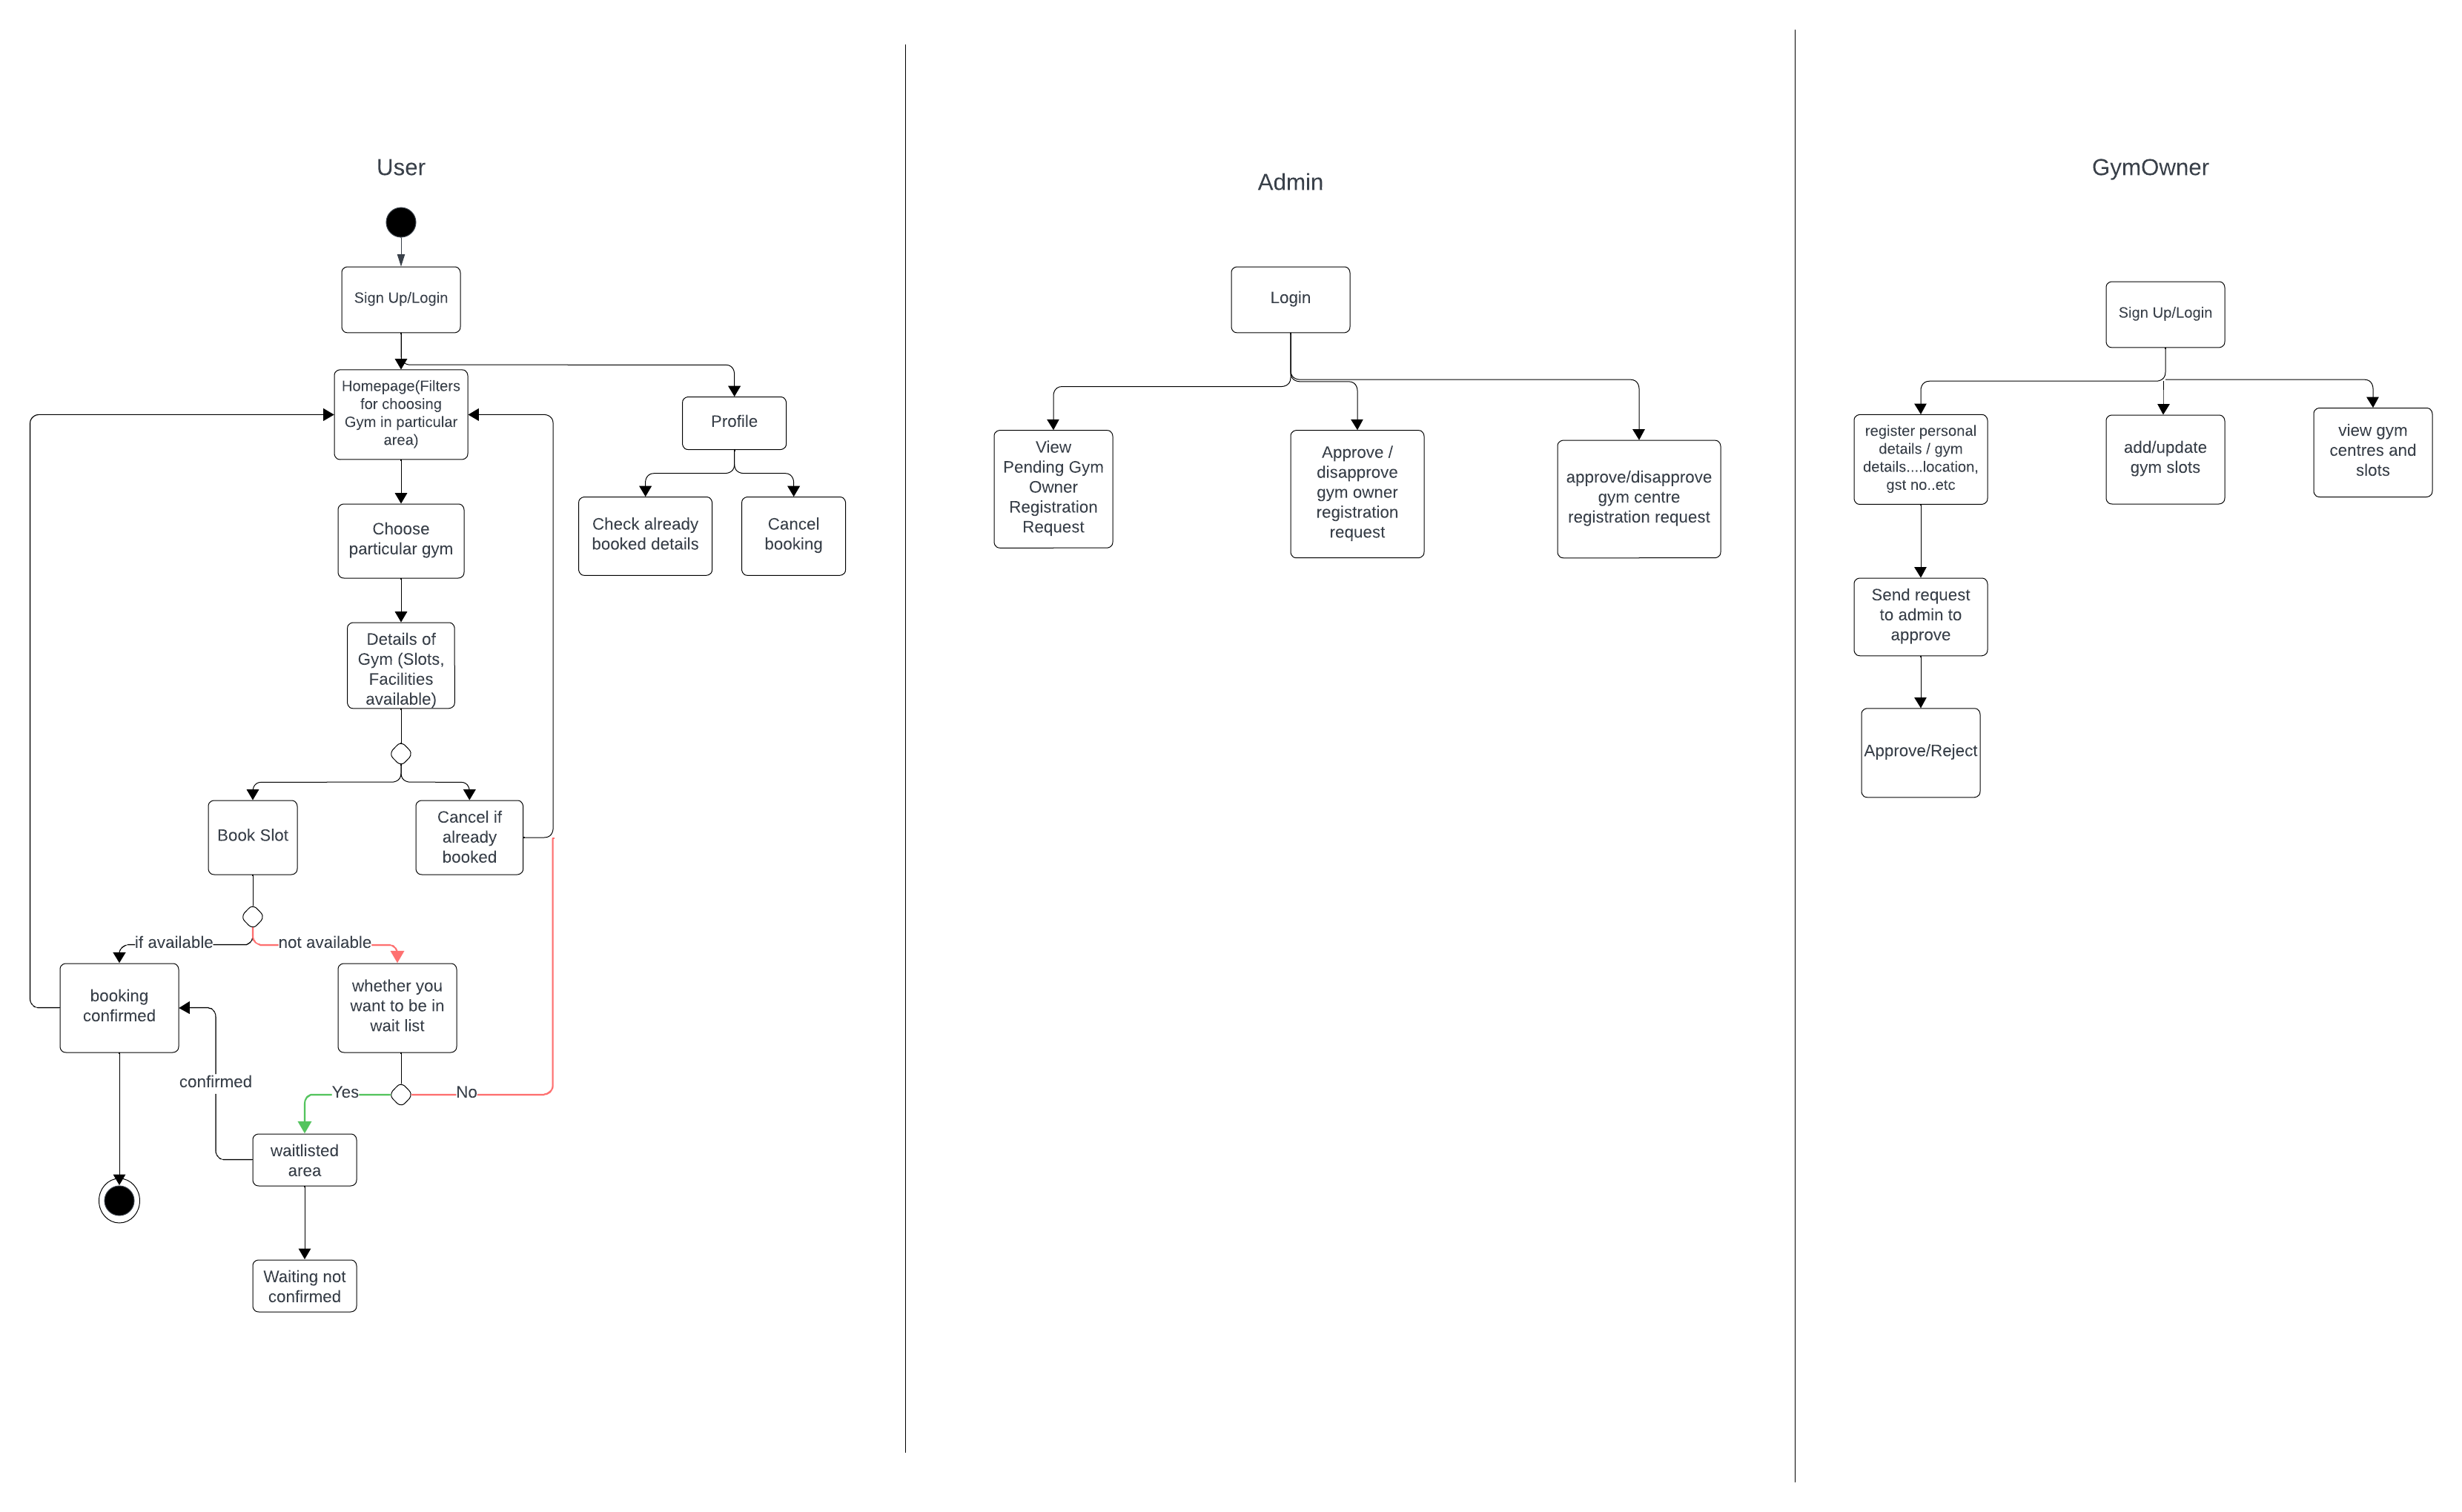 User
Sign Up/Login
Homepage(Filters
for choosing
Gym in particular
area)
Profile
Check already
booked details
Cancel
booking
Choose
particular gym
Details of
Gym (Slots,
Facilities
available)
Book Slot
Cancel if
already
booked
if available
not available
booking
confirmed
whether you
want to be in
wait list
confirmed
Yes
No
waitlisted
area
Waiting not
confirmed
Admin
Login
View
Pending Gym
Owner
Registration
Request
Approve /
disapprove
gym owner
registration
request
approve/disapprove
gym centre
registration request
GymOwner
Sign Up/Login
register personal
details / gym
details....location,
gst no..etc
add/update
gym slots
view gym
centres and
slots
Send request
to admin to
approve
Approve/Reject